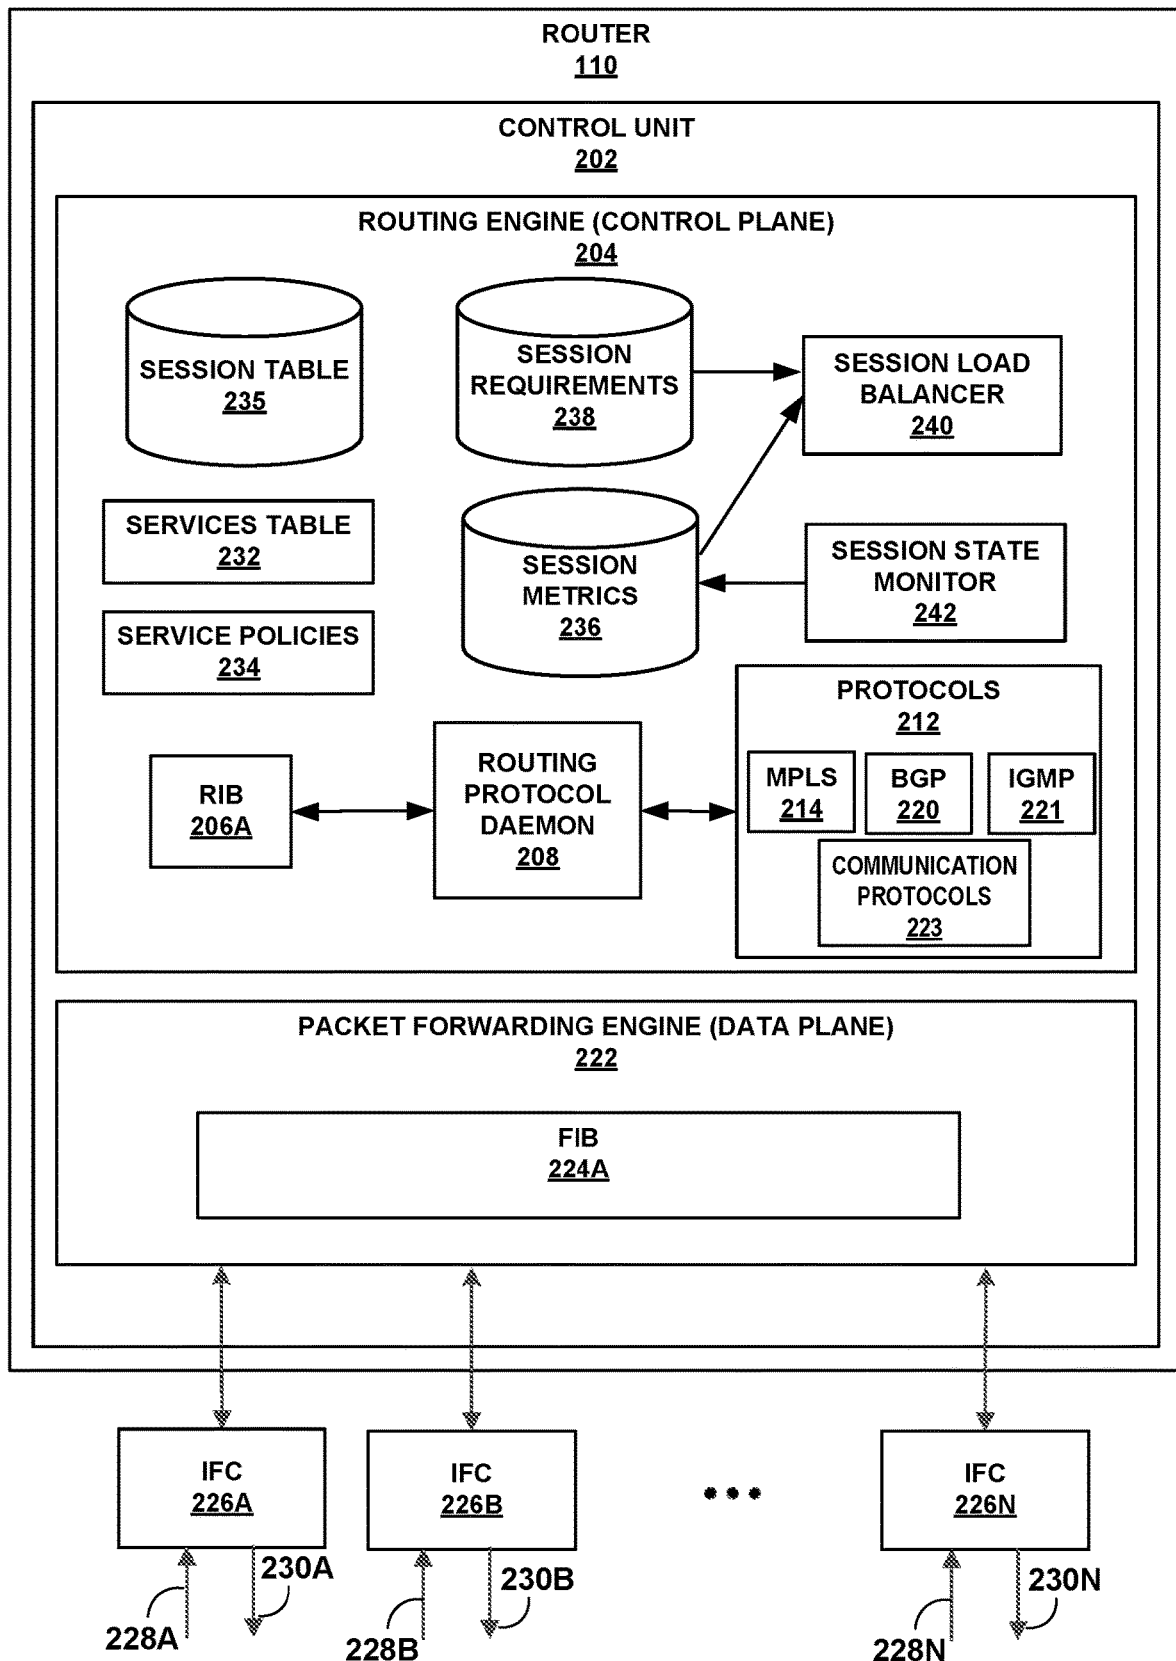 ROUTER
110
CONTROL UNIT
202
ROUTING ENGINE (CONTROL PLANE)
204
SESSION TABLE
235
SESSION
REQUIREMENTS
238
SESSION LOAD
BALANCER
240
SERVICES TABLE
232
SESSION
METRICS
236
SESSION STATE
MONITOR
242
SERVICE POLICIES
234
PROTOCOLS
212
RIB
206A
ROUTING
PROTOCOL
DAEMON
208
MPLS
214
BGP
220
IGMP
221
COMMUNICATION
PROTOCOLS
223
PACKET FORWARDING ENGINE (DATA PLANE)
222
FIB
224A
IFC
226A
IFC
226B
IFC
226N
228A
230A
228B
230B
228N
230N